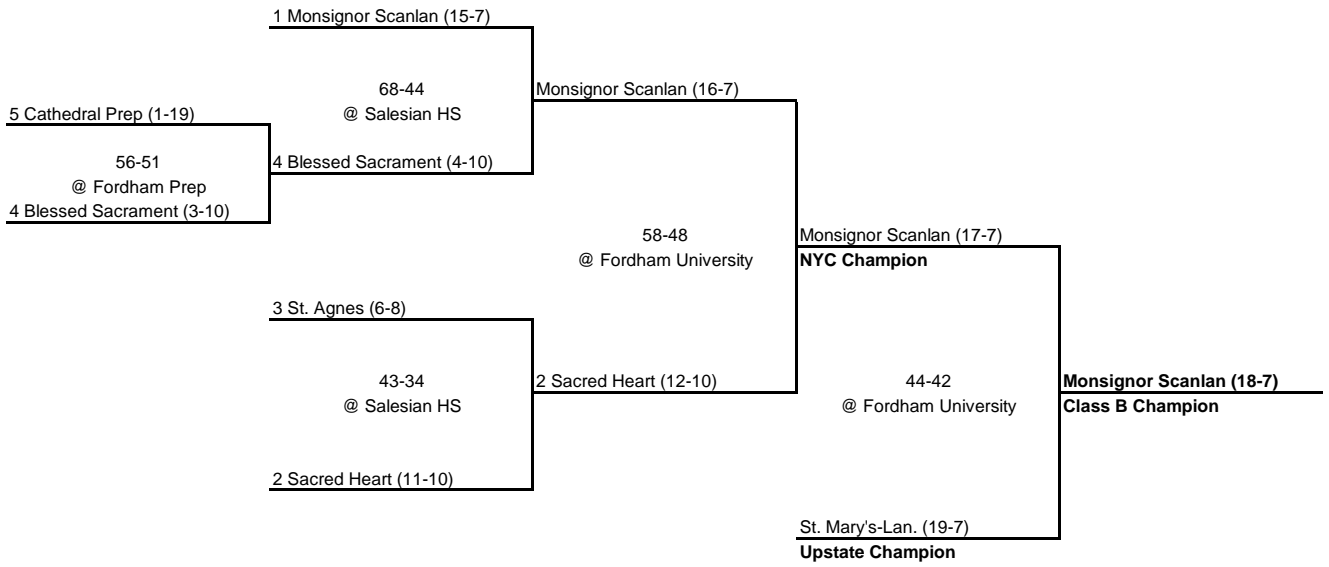 1 Monsignor Scanlan (15-7)
68-44
@ Salesian HS
Monsignor Scanlan (16-7)
5 Cathedral Prep (1-19)
56-51
@ Fordham Prep
4 Blessed Sacrament (4-10)
4 Blessed Sacrament (3-10)
58-48
@ Fordham University
Monsignor Scanlan (17-7)
NYC Champion
3 St. Agnes (6-8)
43-34
@ Salesian HS
2 Sacred Heart (12-10)
44-42
@ Fordham University
Monsignor Scanlan (18-7)
Class B Champion
2 Sacred Heart (11-10)
St. Mary's-Lan. (19-7)
Upstate Champion